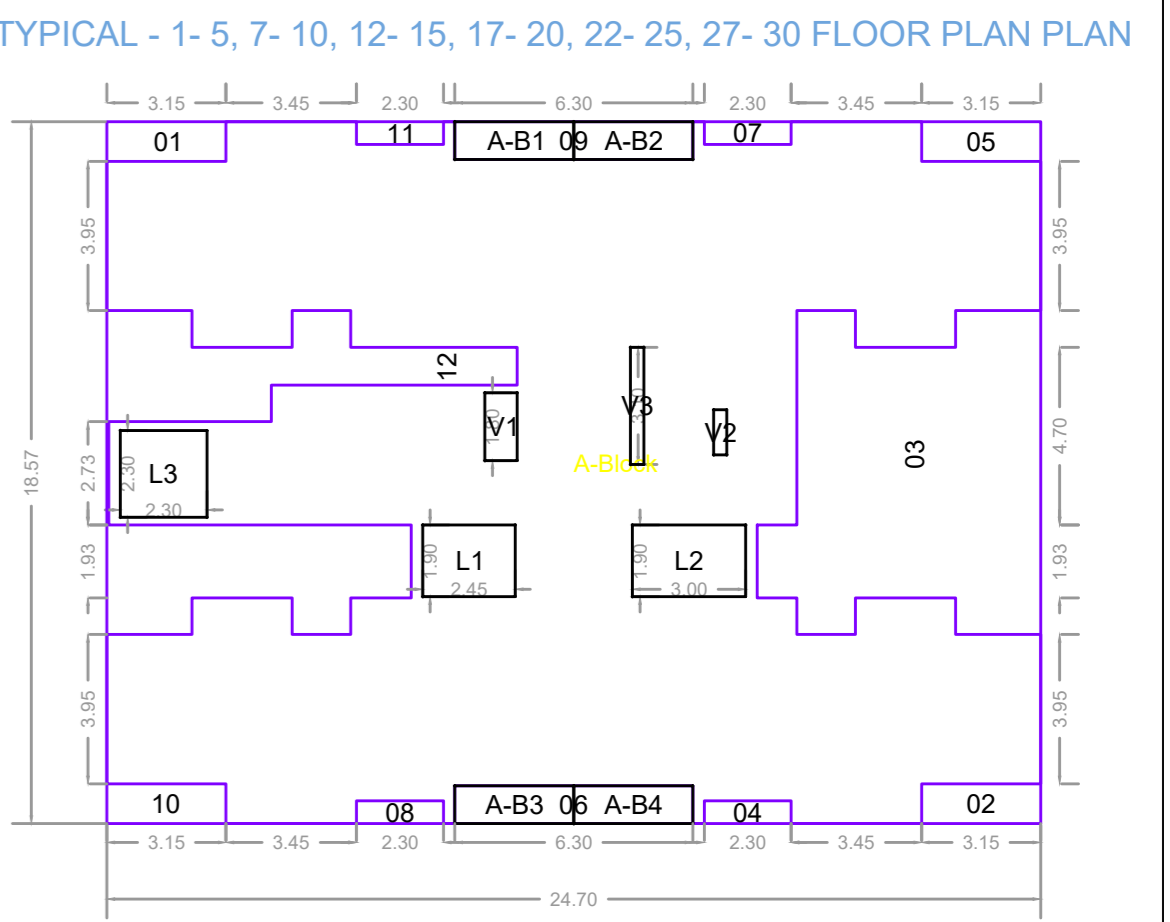 TYPICAL - 1- 5, 7- 10, 12- 15, 17- 20, 22- 25, 27- 30 FLOOR PLAN PLAN
3.15 3.45 2.30 6.30 2.30 3.45 3.15
01 11 A-B1 09 A-B2 07 05
3.95 3.95
12
V1 V3 V2
4.70
03
A-Block
18.57
2.73 2.30 L3
2.30
1.93 1.90 L1 1.90 L2 1.93
2.45 3.00
3.95 3.95
10 08 A-B3 06 A-B4 04 02
3.15 3.45 2.30 6.30 2.30 3.45 3.15
24.70